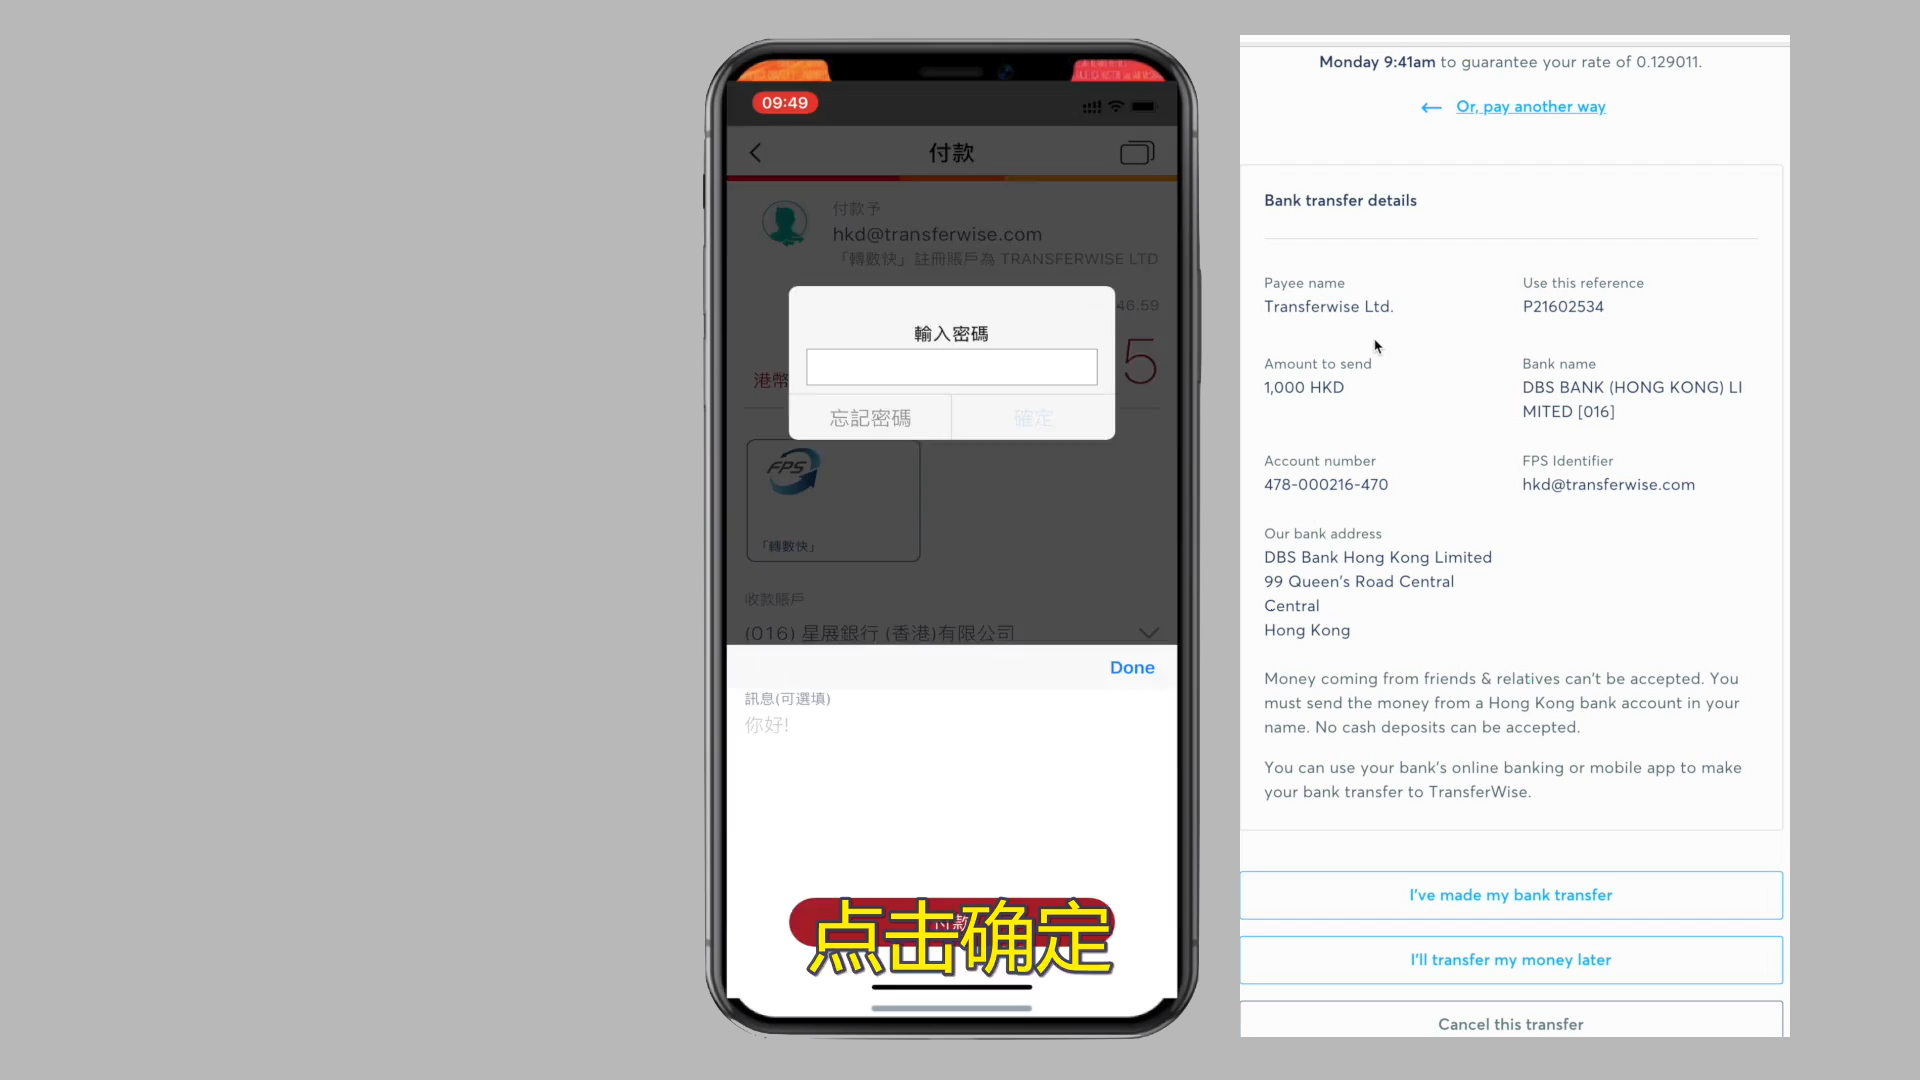 09:49
付款
付款予
hkd@transferwise.com
「轉數快」註冊賬戶為 TRANSFERWISE LTD
46.59
港幣
5
輸入密碼
忘記密碼
確定
FPS
「轉數快」
收款賬戶
(016) 星展銀行 (香港)有限公司
Done
訊息(可選填)
你好!
点击确定
Monday 9:41am to guarantee your rate of 0.129011.
← Or, pay another way
Bank transfer details
Payee name
Transferwise Ltd.
Use this reference
P21602534
Amount to send
1,000 HKD
Bank name
DBS BANK (HONG KONG) LI
MITED [016]
Account number
478-000216-470
FPS Identifier
hkd@transferwise.com
Our bank address
DBS Bank Hong Kong Limited
99 Queen's Road Central
Central
Hong Kong
Money coming from friends & relatives can't be accepted. You
must send the money from a Hong Kong bank account in your
name. No cash deposits can be accepted.
You can use your bank's online banking or mobile app to make
your bank transfer to TransferWise.
I've made my bank transfer
I'll transfer my money later
Cancel this transfer